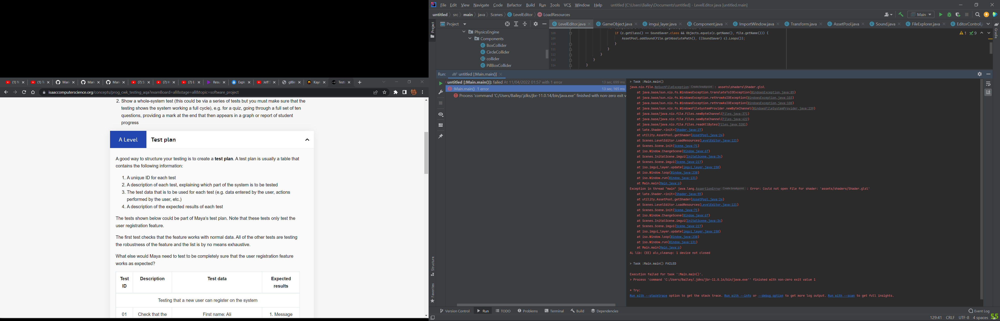 (1) Y
(1) T
Mari
Mari
Mari
(7) S
(7) H
(7) E
Resu
Explo
Jeff
glBin
Kayn
Testi
isaaccomputerscience.org/concepts/prog_cwk_testing_aqa?examBoard=all&stage=all&topic=software_project
2. Show a whole-system test (this could be via a series of tests but you must make sure that the
testing shows the system working a full cycle), e.g. for a quiz, going through a full set of ten
questions, providing a mark at the end that then appears in a graph or report of student
progress
A Level Test plan
A good way to structure your testing is to create a test plan. A test plan is usually a table that
contains the following information:
1. A unique ID for each test
2. A description of each test, explaining which part of the system is to be tested
3. The test data that is to be used for each test (e.g. data entered by the user, actions
performed by the user, etc.)
4. A description of the expected results of each test
The tests shown below could be part of Maya's test plan. Note that these tests only test the
user registration feature.
The first test checks that the feature works with normal data. All of the other tests are testing
the robustness of the feature and the list is by no means exhaustive.
What else would Maya need to test to be completely sure that the user registration feature
works as expected?
Test ID Description Test data Expected results
Testing that a new user can register on the system
01 Check that the First name: Ali 1. Message
File Edit View Navigate Code Refactor Build Run Tools VCS Window Help untitled [C:\Users\Bailey\Documents\untitled] - LevelEditor.java [untitled.main]
untitled src main java Scenes LevelEditor LoadResources Main
Project LevelEditor.java GameObject.java imgui_layer.java Component.java ImportWindow.java Transform.java AssetPool.java Sound.java FileExplorer.java EditorControl.j
Project
Gradle
PhysicsEngine
Components
BoxCollider
CircleCollider
collider
PillBoxCollider
108 if (c.getClass() == SoundSaver.class && Objects.equals(c.getName(), file.getName())) {
109 AssetPool.addSound(file.getAbsolutePath(), ((SoundSaver) c).Loops());
110 }
111 }
112 }
113 }
114 }
1 9
Run: untitled [:Main.main()]
untitled [:Main.main()]: failed At 11/04/2022 01:57 with 1 error 13 sec, 699 ms
:Main.main() 1 error 13 sec, 165 ms
Process 'command 'C:/Users/Bailey/.jdks/jbr-11.0.14/bin/java.exe'' finished with non-zero exit v
> Task :Main.main()
java.nio.file.NoSuchFileException Create breakpoint : assets\shaders\Shader.glsl
at java.base/sun.nio.fs.WindowsException.translateToIOException(WindowsException.java:85)
at java.base/sun.nio.fs.WindowsException.rethrowAsIOException(WindowsException.java:103)
at java.base/sun.nio.fs.WindowsException.rethrowAsIOException(WindowsException.java:108)
at java.base/sun.nio.fs.WindowsFileSystemProvider.newByteChannel(WindowsFileSystemProvider.java:239)
at java.base/java.nio.file.Files.newByteChannel(Files.java:371)
at java.base/java.nio.file.Files.newByteChannel(Files.java:422)
at java.base/java.nio.file.Files.readAllBytes(Files.java:3281)
at late.Shader.<init>(Shader.java:27)
at utility.AssetPool.getShader(AssetPool.java:24)
at Scenes.LevelEditor.LoadResources(LevelEditor.java:121)
at Scenes.Scene.init(Scene.java:71)
at iso.Window.ChangeScene(Window.java:67)
at Scenes.InitalScene.imgui(InitalScene.java:34)
at Scenes.Scene.imgui(Scene.java:217)
at iso.imgui_layer.update(imgui_layer.java:158)
at iso.Window.loop(Window.java:238)
at iso.Window.run(Window.java:131)
at Main.main(Main.java:6)
Exception in thread "main" java.lang.AssertionError Create breakpoint : Error: Could not open file for shader: 'assets/shaders/Shader.glsl'
at late.Shader.<init>(Shader.java:55)
at utility.AssetPool.getShader(AssetPool.java:24)
at Scenes.LevelEditor.LoadResources(LevelEditor.java:121)
at Scenes.Scene.init(Scene.java:71)
at iso.Window.ChangeScene(Window.java:67)
at Scenes.InitalScene.imgui(InitalScene.java:34)
at Scenes.Scene.imgui(Scene.java:217)
at iso.imgui_layer.update(imgui_layer.java:158)
at iso.Window.loop(Window.java:238)
at iso.Window.run(Window.java:131)
at Main.main(Main.java:6)
AL lib: (EE) alc_cleanup: 1 device not closed
> Task :Main.main() FAILED
Execution failed for task ':Main.main()'.
> Process 'command 'C:/Users/Bailey/.jdks/jbr-11.0.14/bin/java.exe'' finished with non-zero exit value 1
* Try:
Run with --stacktrace option to get the stack trace. Run with --info or --debug option to get more log output. Run with --scan to get full insights.
Structure
Favorites
Version Control Run TODO Problems Terminal Build Dependencies Event Log
129:41 CRLF UTF-8 4 spaces 55